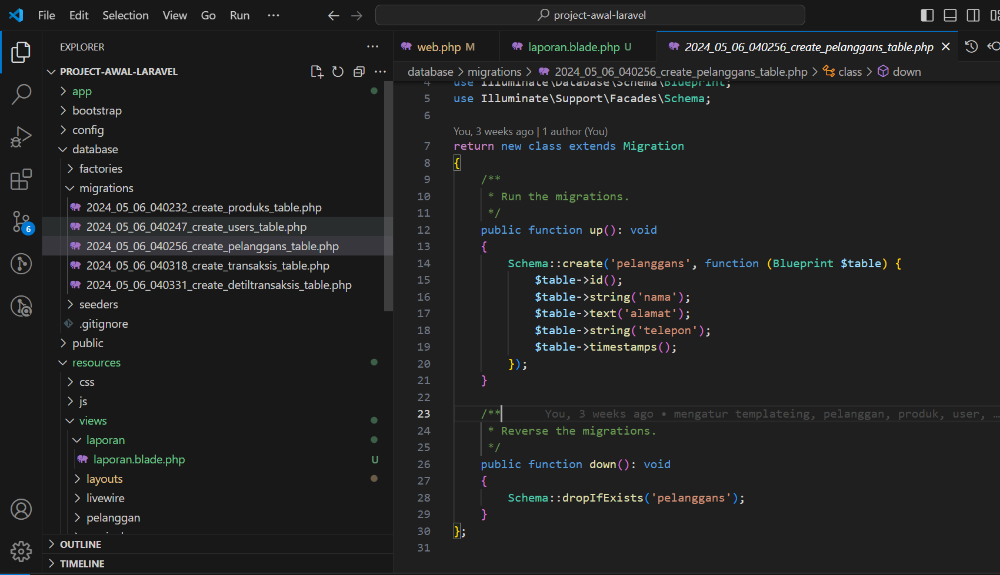 File Edit Selection View Go Run ···
project-awal-laravel
EXPLORER
PROJECT-AWAL-LARAVEL
app
bootstrap
config
database
factories
migrations
2024_05_06_040232_create_produks_table.php
2024_05_06_040247_create_users_table.php
2024_05_06_040256_create_pelanggans_table.php
2024_05_06_040318_create_transaksis_table.php
2024_05_06_040331_create_detiltransaksis_table.php
seeders
.gitignore
public
resources
css
js
views
laporan
laporan.blade.php U
layouts
livewire
pelanggan
OUTLINE
TIMELINE
6
web.php M laporan.blade.php U 2024_05_06_040256_create_pelanggans_table.php
database > migrations > 2024_05_06_040256_create_pelanggans_table.php > class > down
4 use Illuminate\Database\Schema\Blueprint;
5 use Illuminate\Support\Facades\Schema;
6
You, 3 weeks ago | 1 author (You)
7 return new class extends Migration
8 {
9 /**
10 * Run the migrations.
11 */
12 public function up(): void
13 {
14 Schema::create('pelanggans', function (Blueprint $table) {
15 $table->id();
16 $table->string('nama');
17 $table->text('alamat');
18 $table->string('telepon');
19 $table->timestamps();
20 });
21 }
22
23 /** You, 3 weeks ago • mengatur templateing, pelanggan, produk, user, …
24 * Reverse the migrations.
25 */
26 public function down(): void
27 {
28 Schema::dropIfExists('pelanggans');
29 }
30 };
31